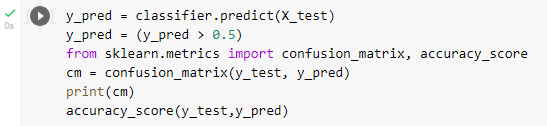 y_pred = classifier.predict(X_test)
y_pred = (y_pred > 0.5)
from sklearn.metrics import confusion_matrix, accuracy_score
cm = confusion_matrix(y_test, y_pred)
print(cm)
accuracy_score(y_test,y_pred)
0s